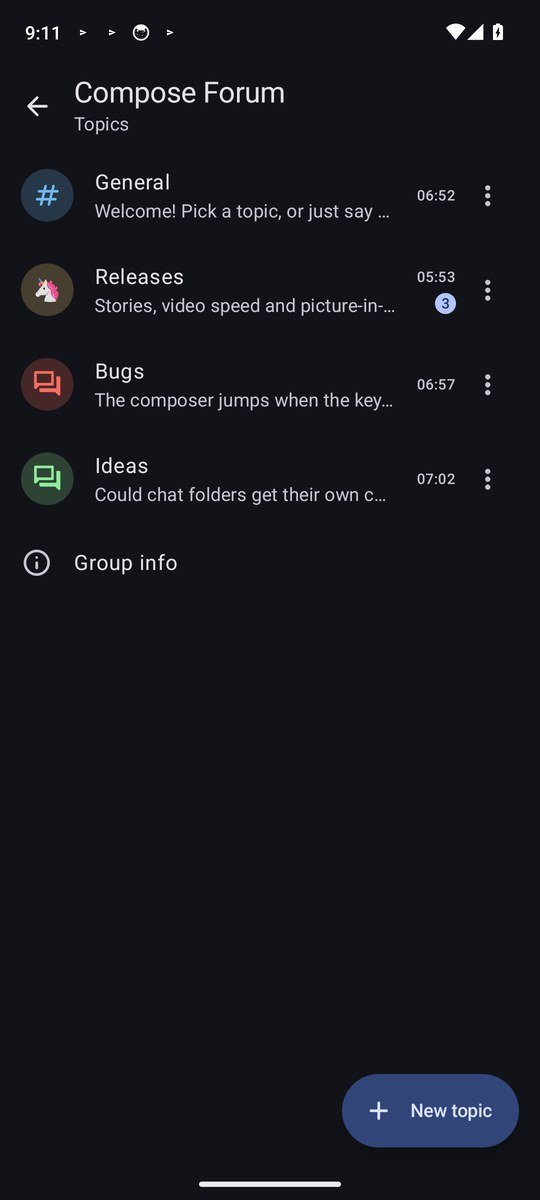 9:11
Compose Forum
Topics
General
Welcome! Pick a topic, or just say …
06:52
Releases
Stories, video speed and picture-in-…
05:53
3
Bugs
The composer jumps when the key…
06:57
Ideas
Could chat folders get their own c…
07:02
Group info
New topic